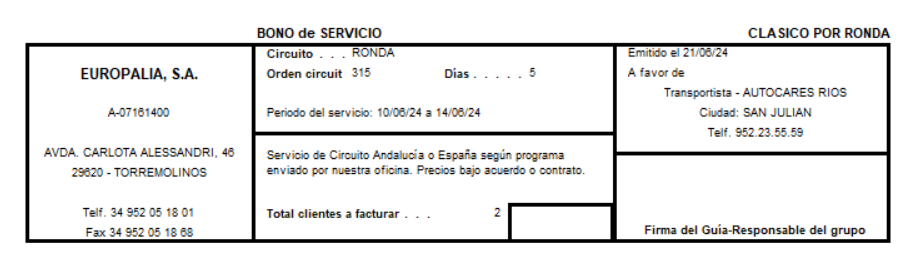 BONO de SERVICIO
CLASICO POR RONDA
EUROPALIA, S.A.
A-07161400
AVDA. CARLOTA ALESSANDRI, 46
29620 - TORREMOLINOS
Telf. 34 952 05 18 01
Fax 34 952 05 18 68
Circuito . . . RONDA
Orden circuit 315 Días . . . . . 5
Periodo del servicio: 10/06/24 a 14/06/24
Servicio de Circuito Andalucía o España según programa
enviado por nuestra oficina. Precios bajo acuerdo o contrato.
Total clientes a facturar . . . 2
Emitido el 21/06/24
A favor de
Transportista - AUTOCARES RIOS
Ciudad: SAN JULIAN
Telf. 952.23.55.59
Firma del Guía-Responsable del grupo